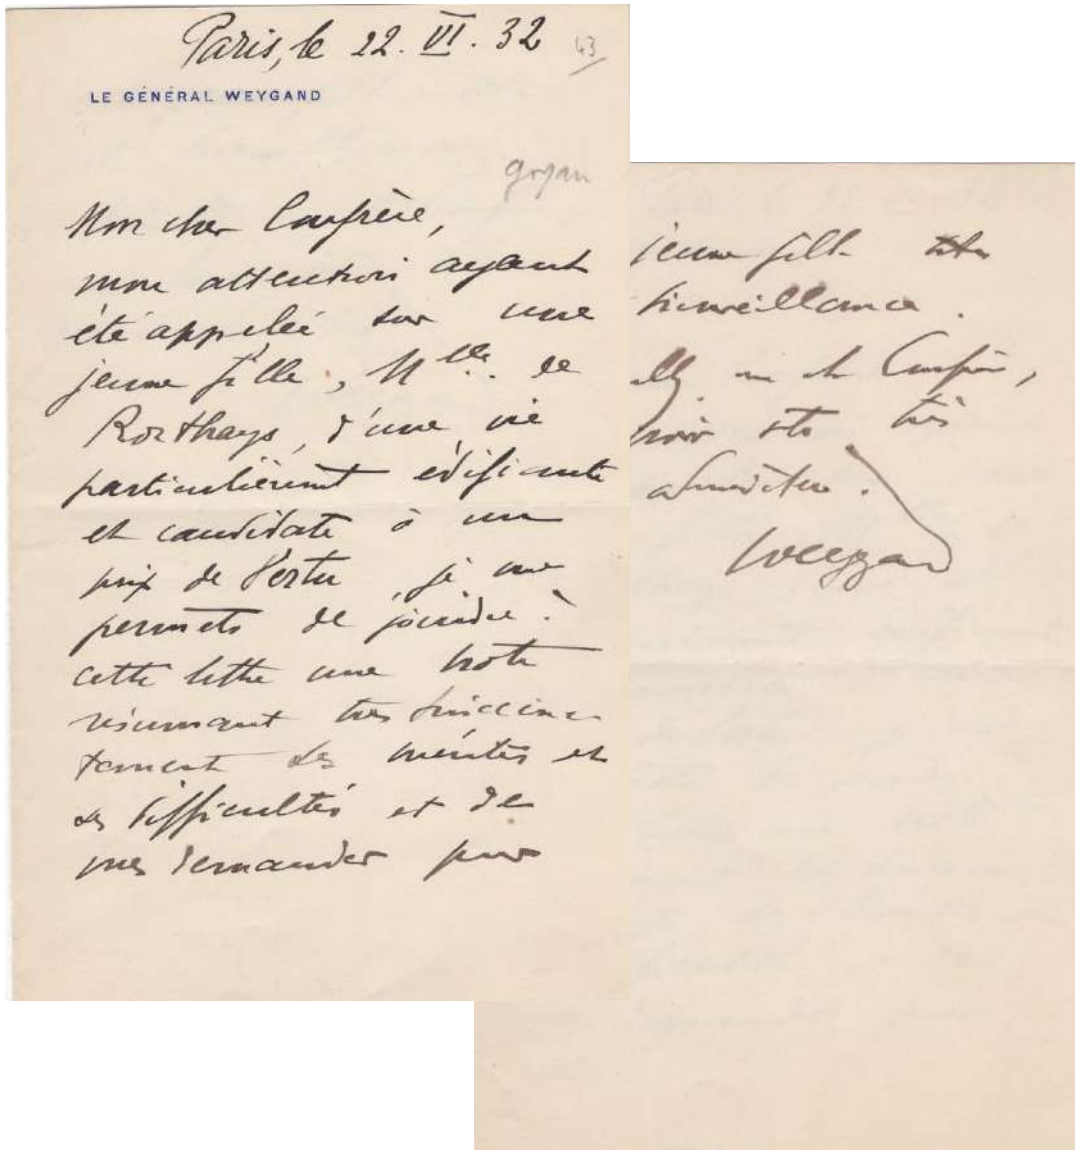 Paris, le 22. VI. 32
43
LE GÉNÉRAL WEYGAND
goyau
Mon cher Confrère,
mon attention ayant
été appelée sur une
jeune fille, Mlle. de
Rorthays, d'une vie
particulièrement édifiante
et candidate à un
prix de Vertu, je me
permets de joindre à
cette lettre une note
résumant très succinc-
tement ses mérites et
ses difficultés et de
vous demander pour
jeune fille votre
bienveillance.
mon cher Confrère,
votre très
Weygand